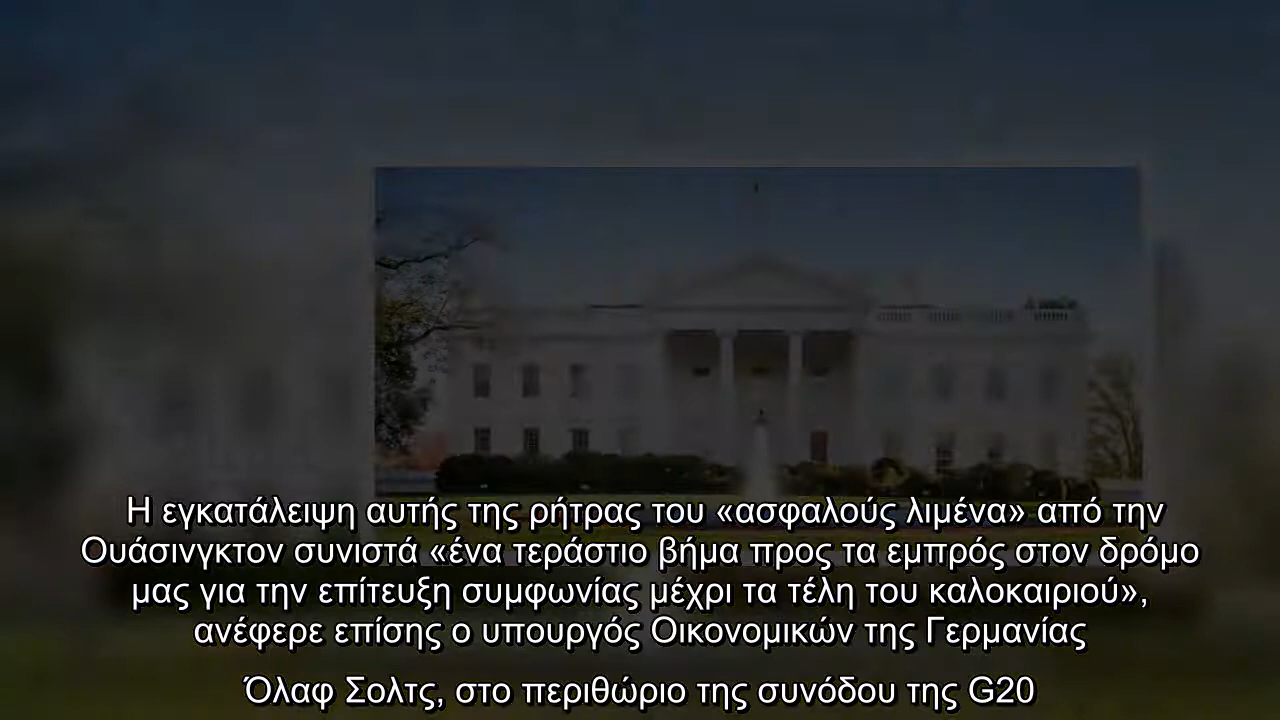 Η εγκατάλειψη αυτής της ρήτρας του «ασφαλούς λιμένα» από την
Ουάσινγκτον συνιστά «ένα τεράστιο βήμα προς τα εμπρός στον δρόμο
μας για την επίτευξη συμφωνίας μέχρι τα τέλη του καλοκαιριού»,
ανέφερε επίσης ο υπουργός Οικονομικών της Γερμανίας
Όλαφ Σολτς, στο περιθώριο της συνόδου της G20